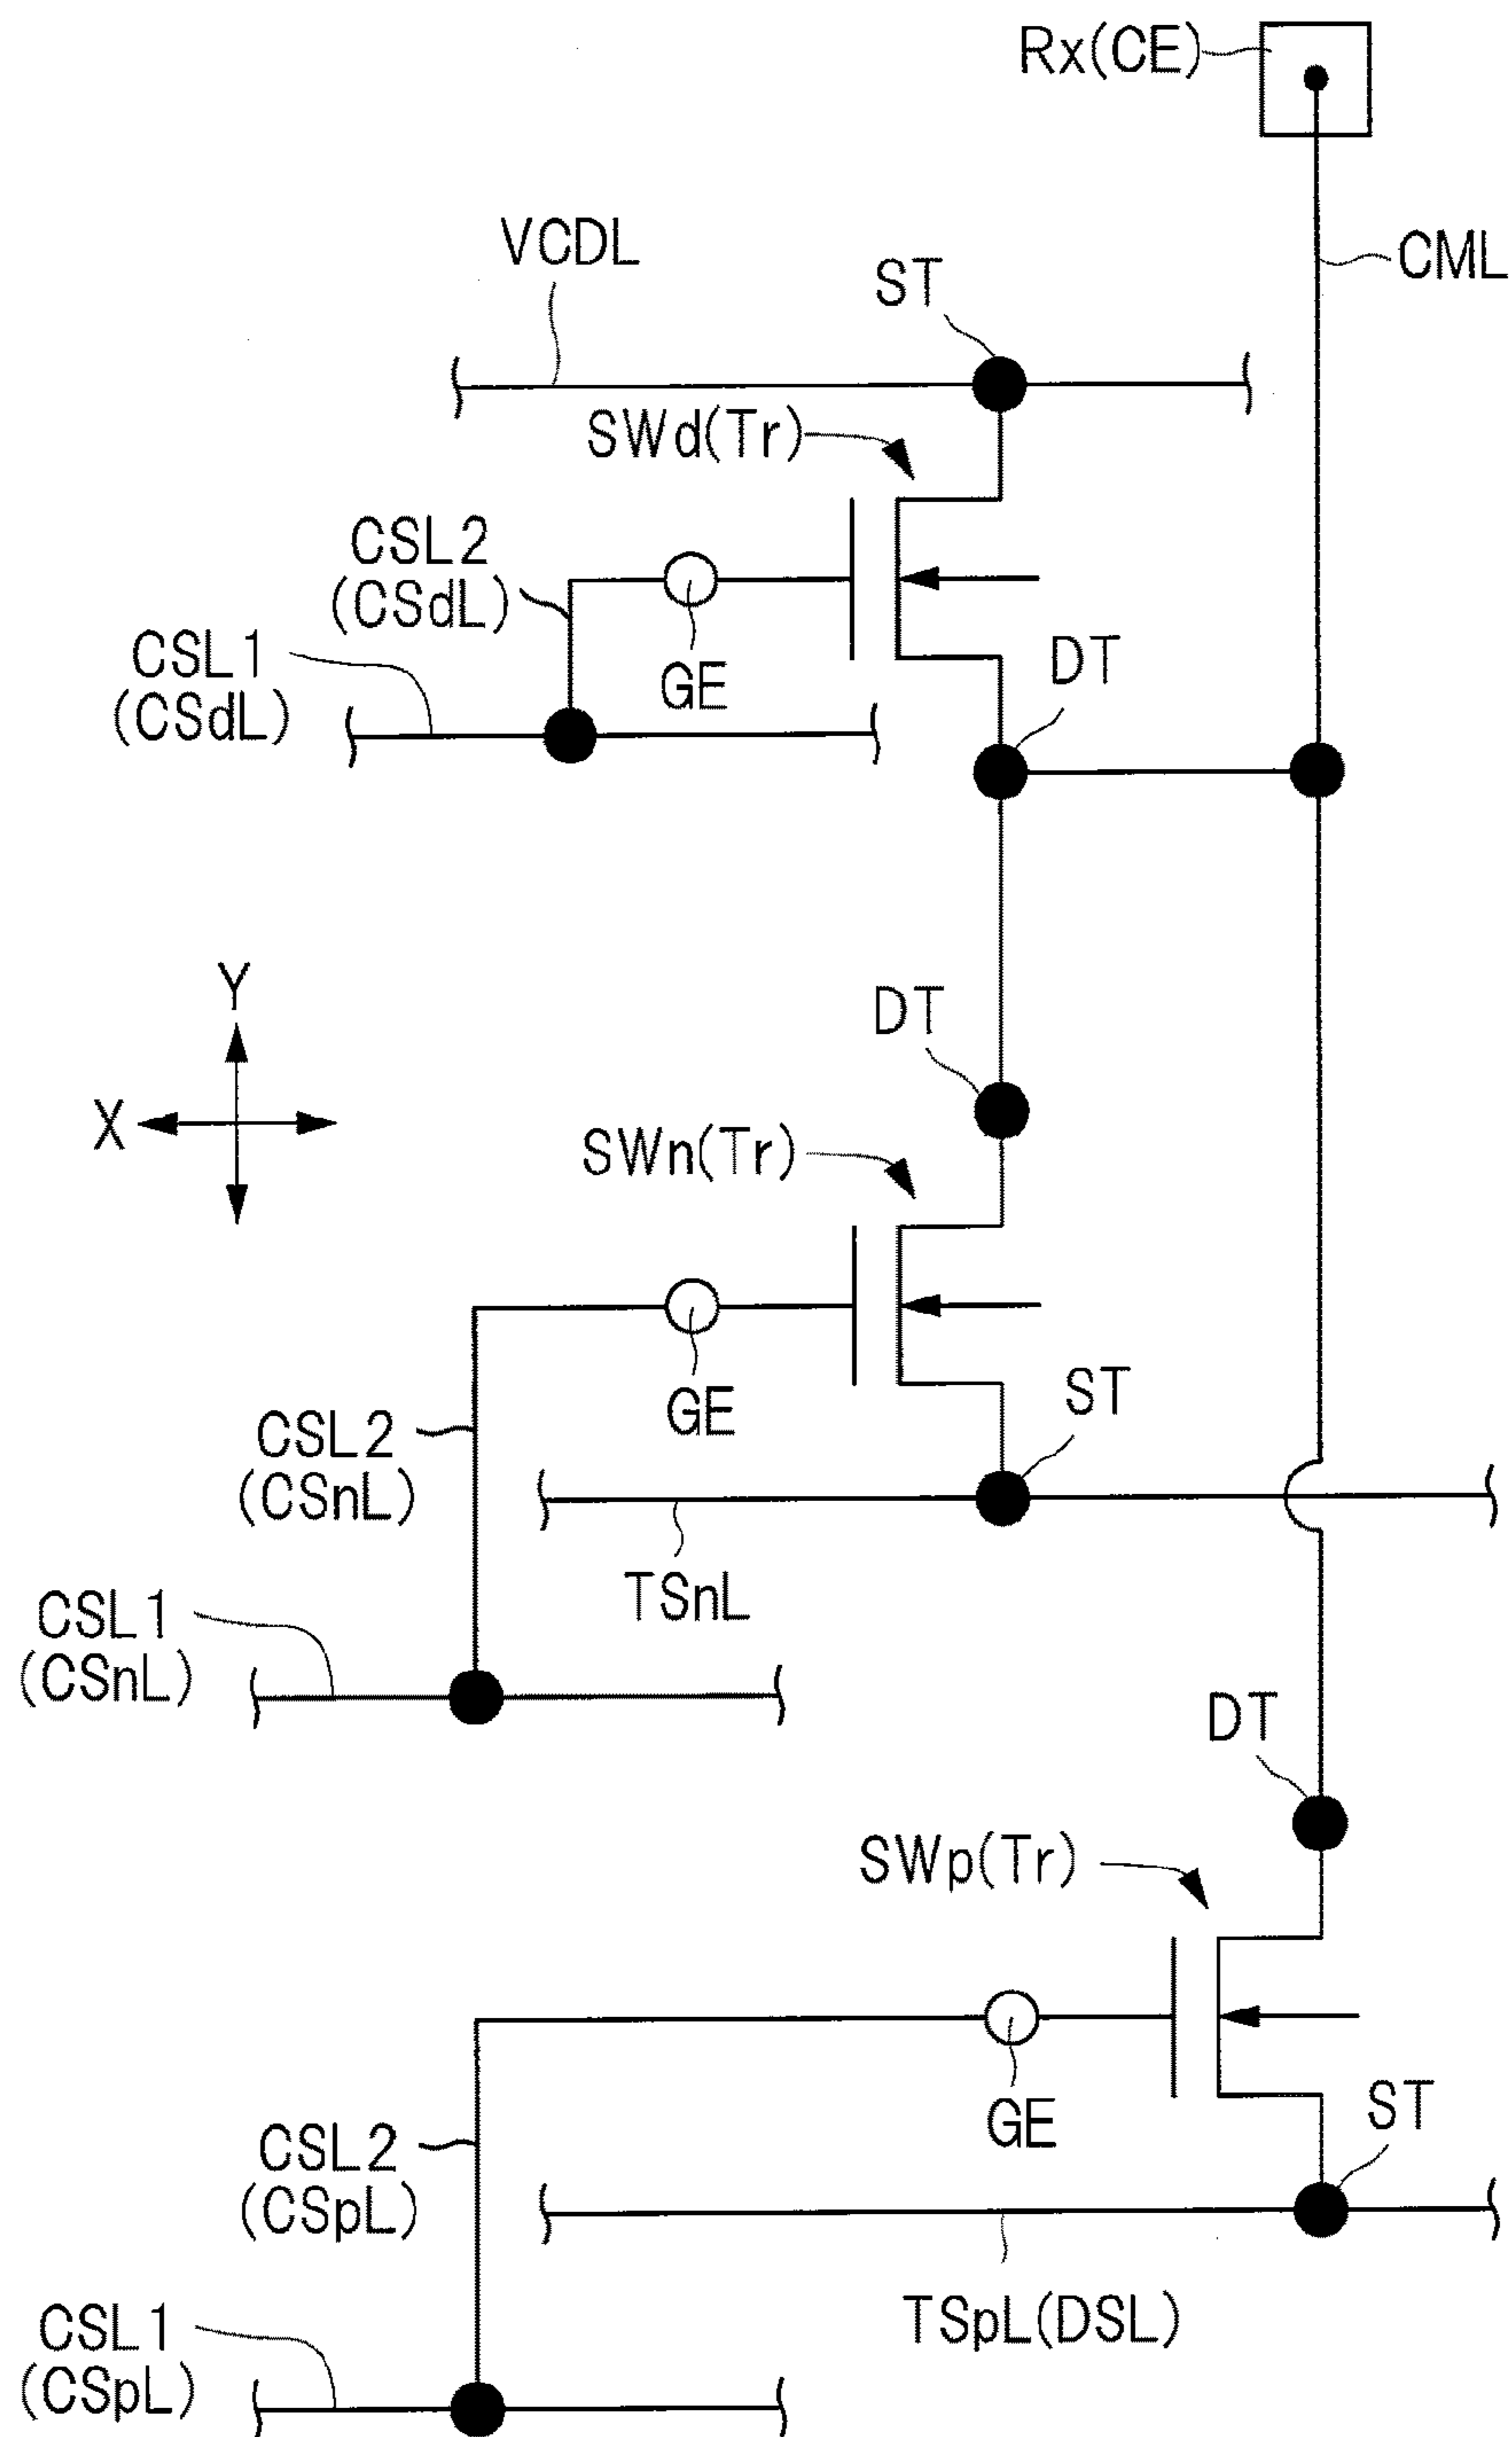 Rx(CE)
VCDL
CML
ST
SWd(Tr)
CSL2
(CSdL)
CSL1
(CSdL)
GE
DT
Y
X
DT
SWn(Tr)
GE
ST
CSL2
(CSnL)
TSnL
CSL1
(CSnL)
DT
SWp(Tr)
GE
ST
CSL2
(CSpL)
TSpL(DSL)
CSL1
(CSpL)